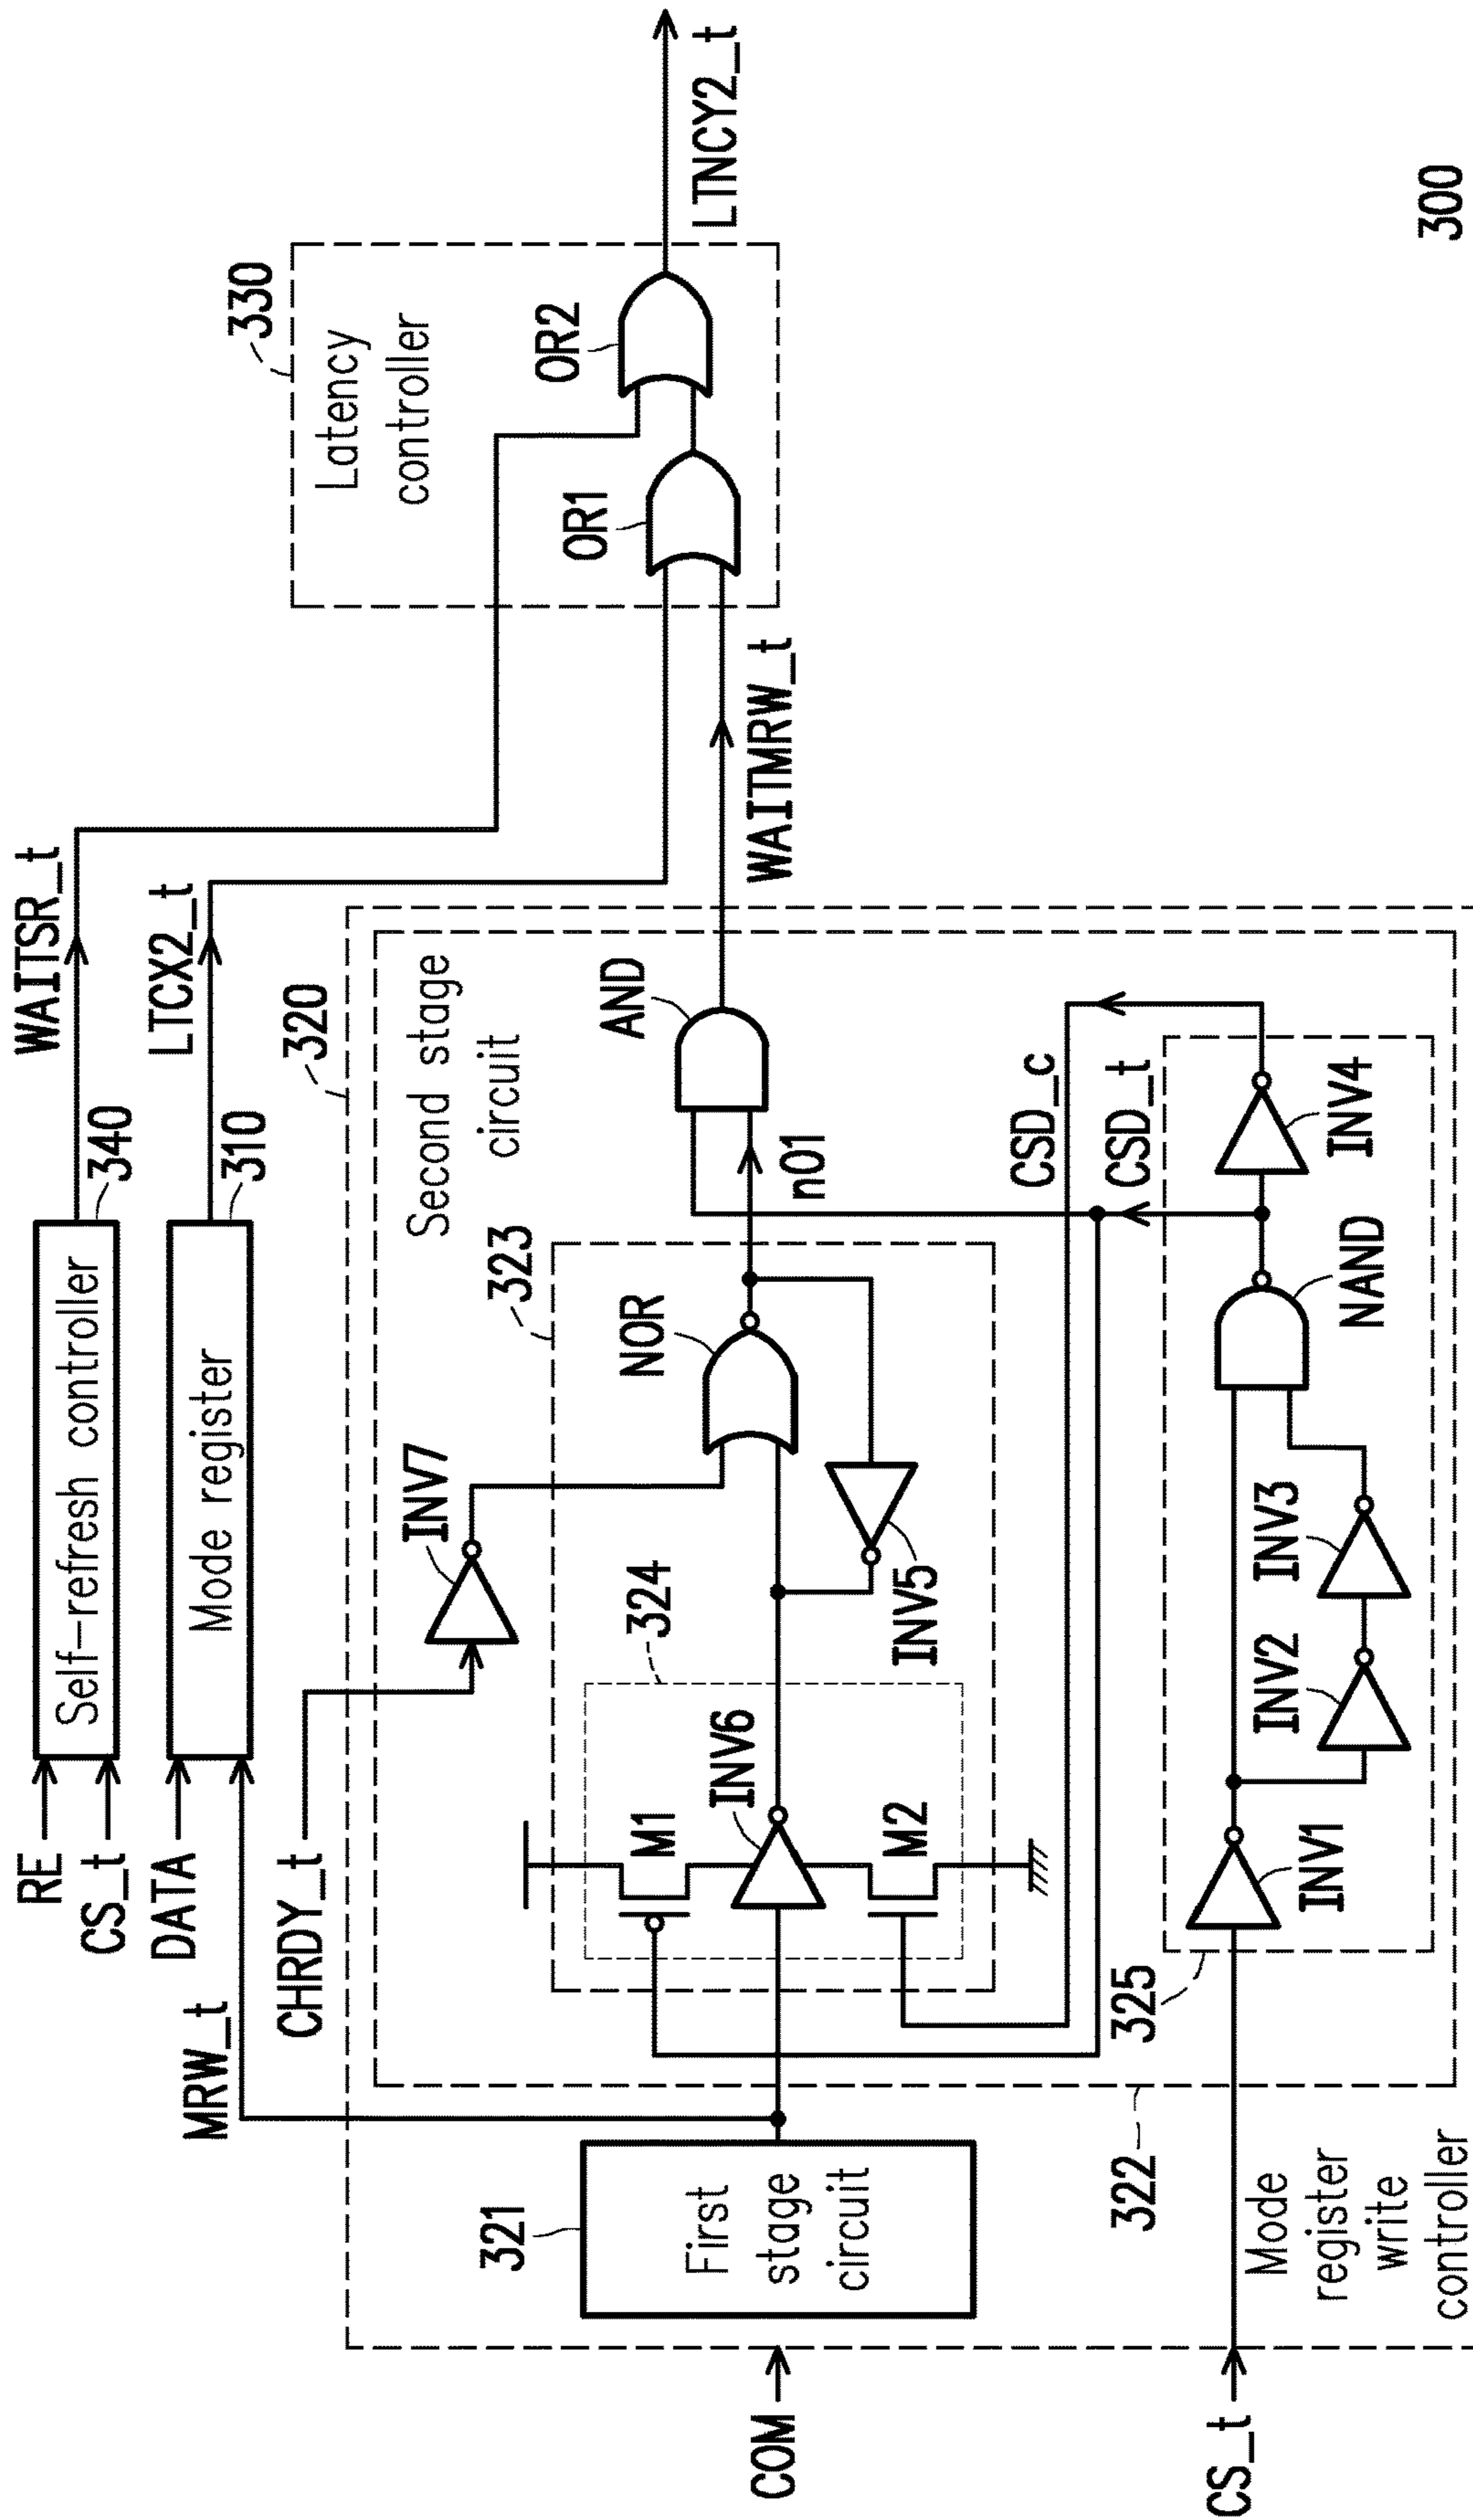 RE
CS_t
DATA
MRW_t
CHRDY_t
Self-refresh controller
340
WAITSR_t
Mode register
310
LTCX2_t
330
Latency
controller
OR1
OR2
LTNCY2_t
320
Second stage
circuit
323
INV7
NOR
AND
n01
WAITMRW_t
324
M1
INV6
M2
INV5
CSD_c
CSD_t
321
First
stage
circuit
COM
322
325
INV1
INV2
INV3
NAND
INV4
CS_t
Mode
register
write
controller
300